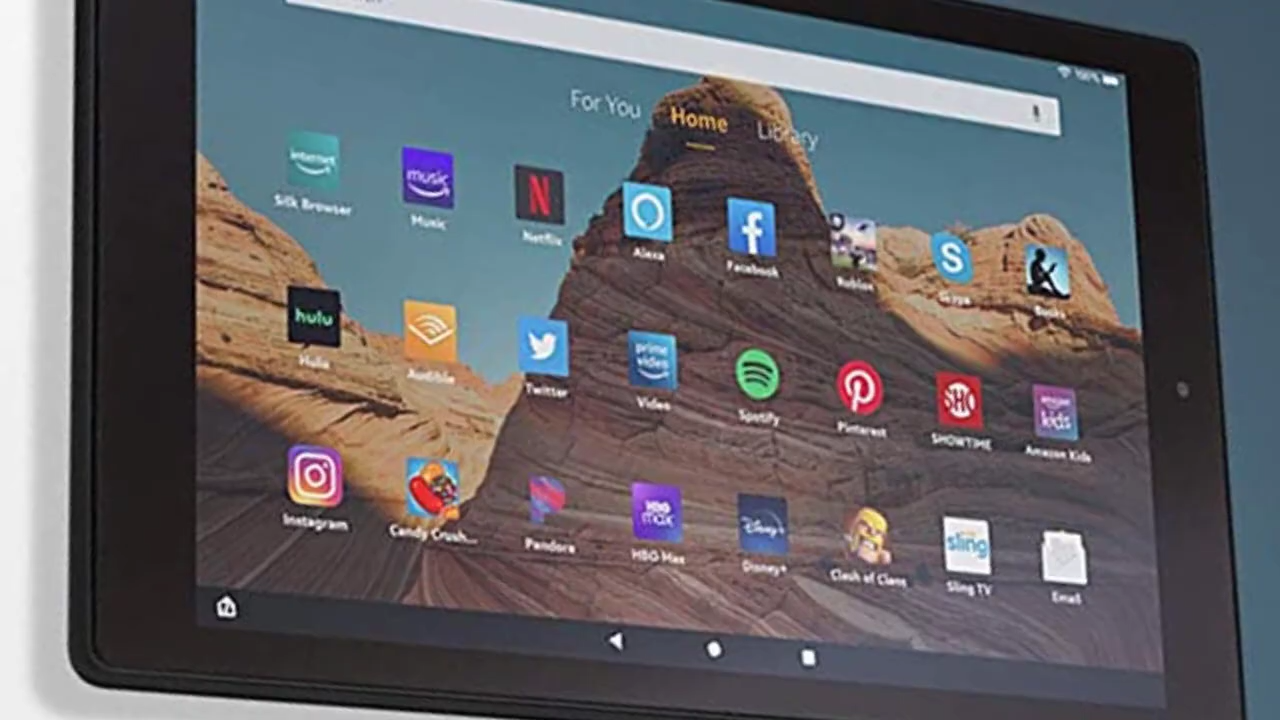 100%
For You Home Library
internet music N f S
Silk Browser Music Netflix Alexa Facebook Roblox Skype Books
hulu prime video SHO amazon kids
Hulu Audible Twitter Video Spotify Pinterest SHOWTIME Amazon Kids
HBO max Disney+ sling
Instagram Candy Crush... Pandora HBO Max Disney+ Clash of Clans Sling TV Email